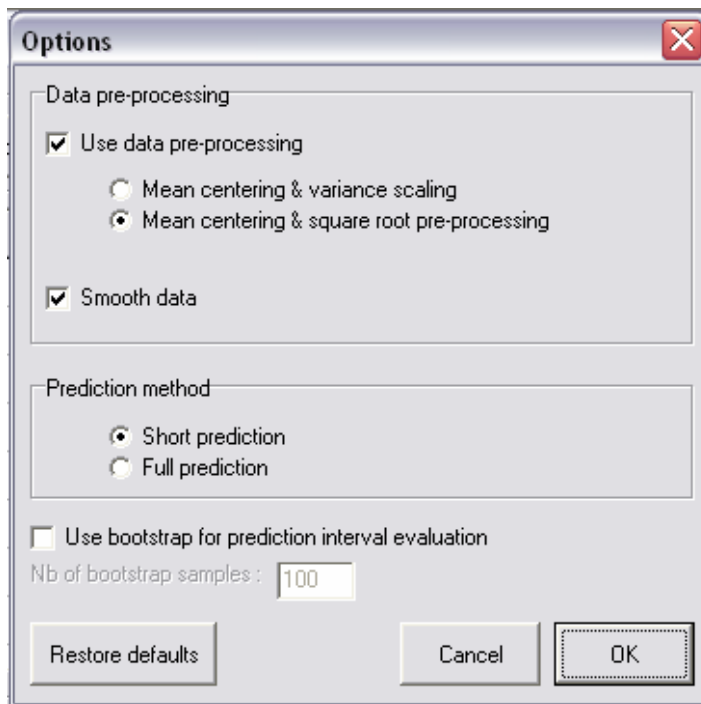 Options
Data pre-processing
Use data pre-processing
Mean centering & variance scaling
Mean centering & square root pre-processing
Smooth data
Prediction method
Short prediction
Full prediction
Use bootstrap for prediction interval evaluation
Nb of bootstrap samples : 100
Restore defaults Cancel OK